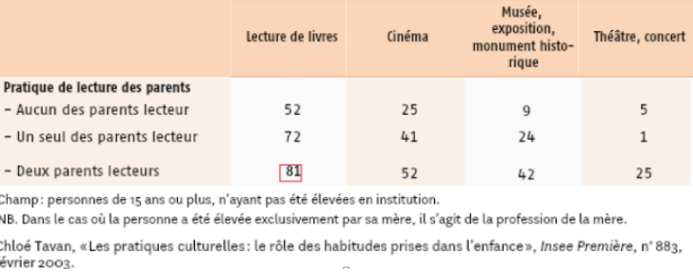 Lecture de livres Cinéma Musée, exposition, monument histo-rique Théâtre, concert
Pratique de lecture des parents
– Aucun des parents lecteur 52 25 9 5
– Un seul des parents lecteur 72 41 24 1
– Deux parents lecteurs 81 52 42 25
Champ : personnes de 15 ans ou plus, n'ayant pas été élevées en institution.
NB. Dans le cas où la personne a été élevée exclusivement par sa mère, il s'agit de la profession de la mère.
Chloé Tavan, « Les pratiques culturelles : le rôle des habitudes prises dans l'enfance », Insee Première, n° 883,
février 2003.